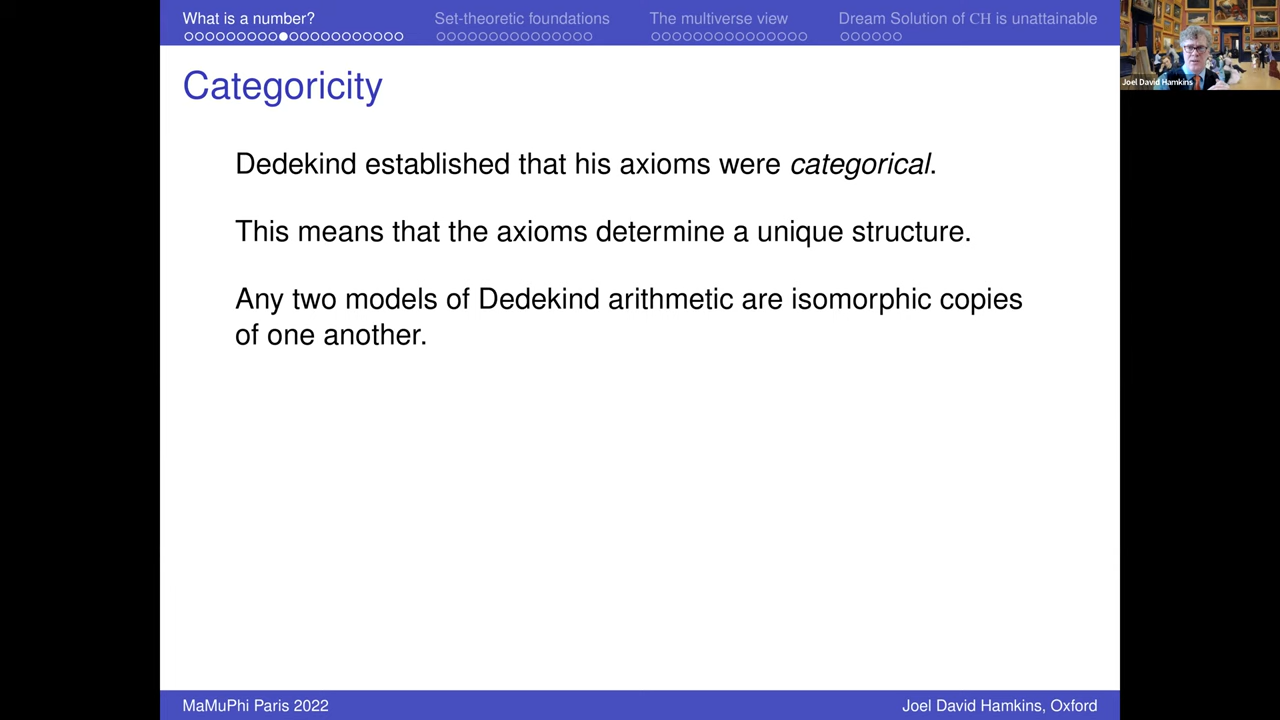 What is a number?
Set-theoretic foundations
The multiverse view
Dream Solution of CH is unattainable
Joel David Hamkins
Categoricity
Dedekind established that his axioms were categorical.
This means that the axioms determine a unique structure.
Any two models of Dedekind arithmetic are isomorphic copies
of one another.
MaMuPhi Paris 2022
Joel David Hamkins, Oxford